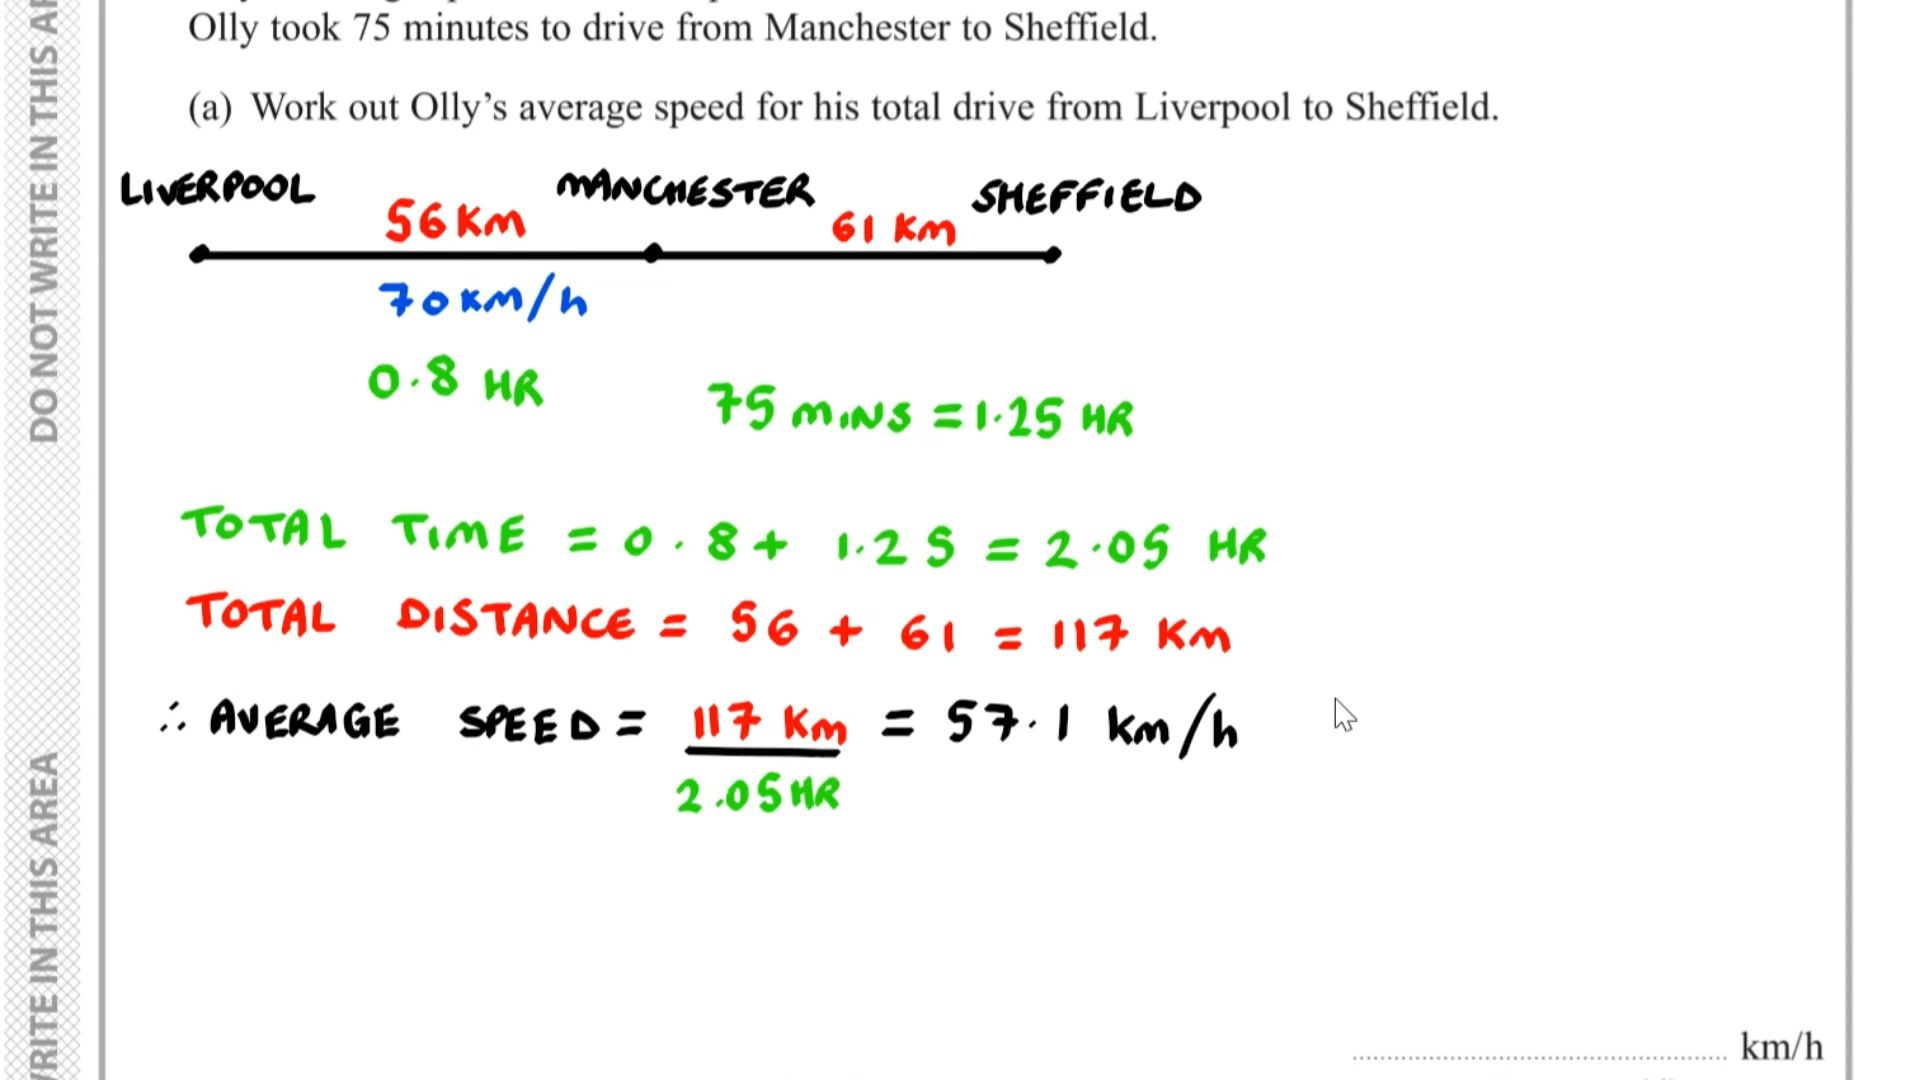 Olly took 75 minutes to drive from Manchester to Sheffield.
(a) Work out Olly's average speed for his total drive from Liverpool to Sheffield.
LIVERPOOL MANCHESTER SHEFFIELD
56 Km 61 Km
70 Km/h
0.8 HR 75 MINS = 1.25 HR
TOTAL TIME = 0.8 + 1.25 = 2.05 HR
TOTAL DISTANCE = 56 + 61 = 117 Km
∴ AVERAGE SPEED = 117 Km = 57.1 km/h
2.05 HR
km/h
DO NOT WRITE IN THIS
WRITE IN THIS AREA